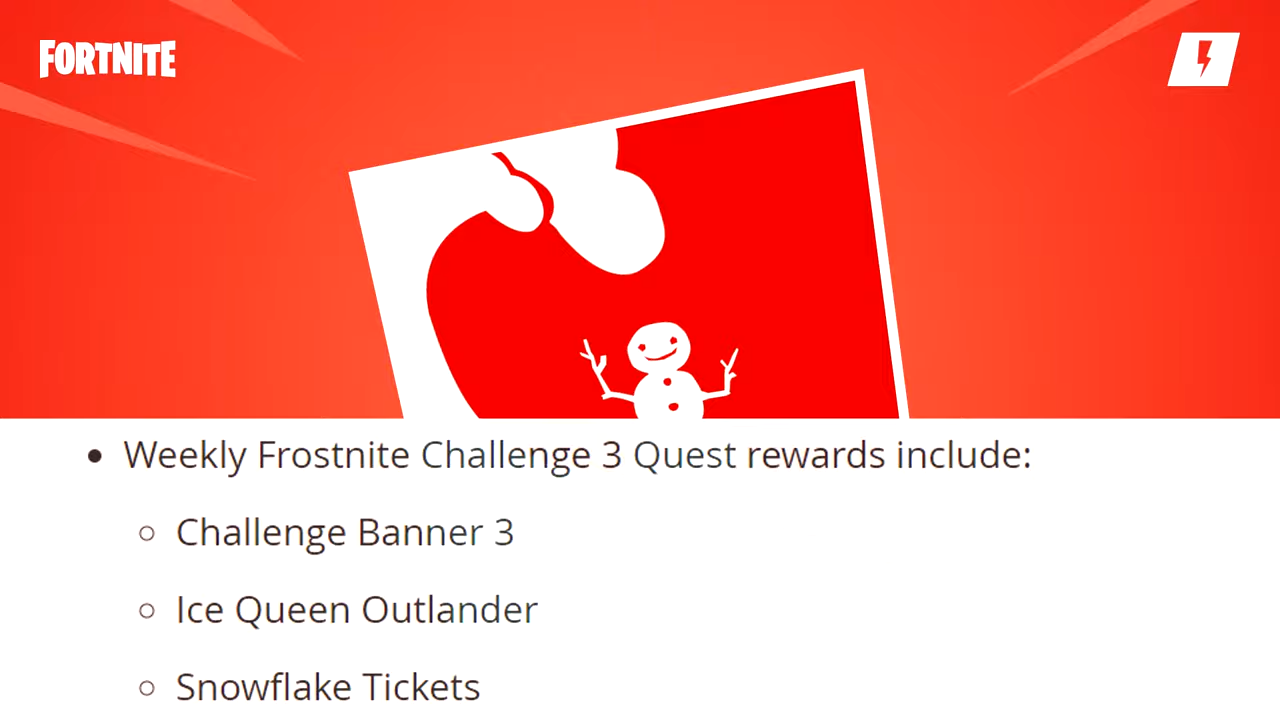 FORTNITE
Weekly Frostnite Challenge 3 Quest rewards include:
Challenge Banner 3
Ice Queen Outlander
Snowflake Tickets